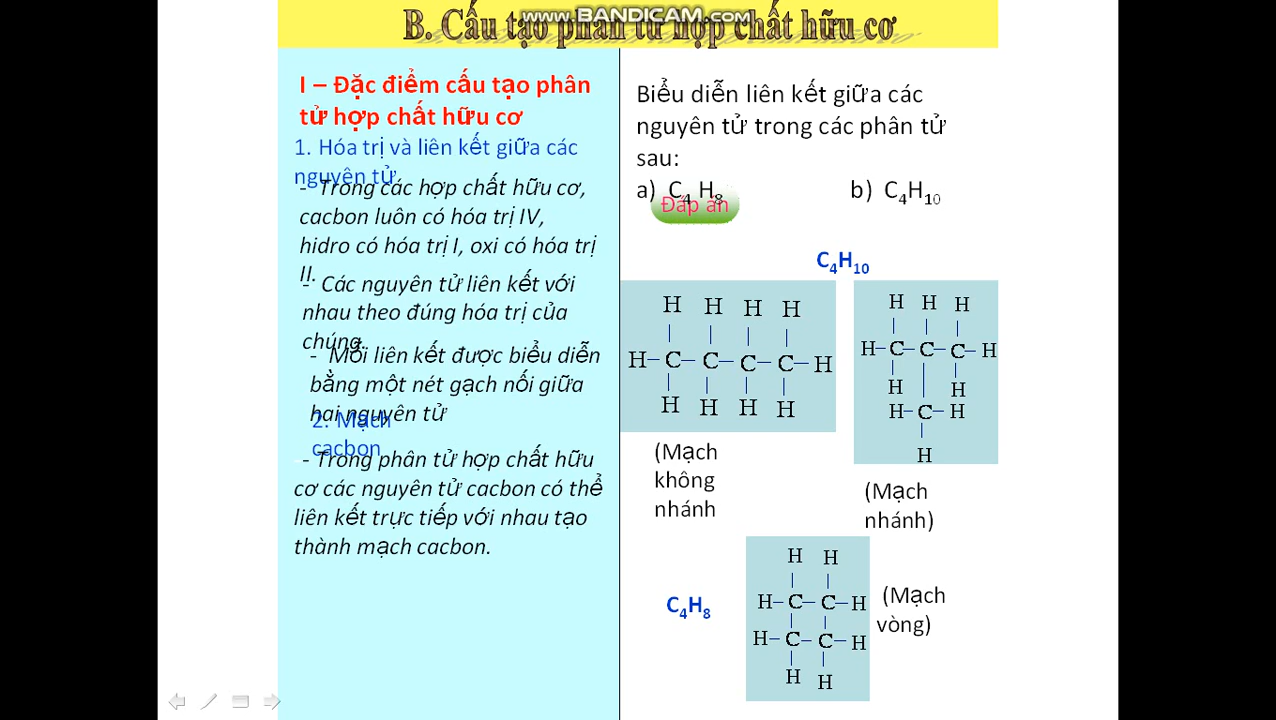 B. Cấu tạo phân tử hợp chất hữu cơ
www.BANDICAM.com
I – Đặc điểm cấu tạo phân
tử hợp chất hữu cơ
1. Hóa trị và liên kết giữa các
nguyên tử
- Trong các hợp chất hữu cơ,
cacbon luôn có hóa trị IV,
hidro có hóa trị I, oxi có hóa trị
II.
- Các nguyên tử liên kết với
nhau theo đúng hóa trị của
chúng.
- Mỗi liên kết được biểu diễn
bằng một nét gạch nối giữa
hai nguyên tử
2. Mạch
cacbon
- Trong phân tử hợp chất hữu
cơ các nguyên tử cacbon có thể
liên kết trực tiếp với nhau tạo
thành mạch cacbon.
Biểu diễn liên kết giữa các
nguyên tử trong các phân tử
sau:
a) C₄ H₈ b) C₄H₁₀
Đáp án
C₄H₁₀
H H H H
H– C– C– C– C– H
H H H H
(Mạch
không
nhánh
H H H
H– C– C– C– H
H H
H– C– H
H
(Mạch
nhánh)
C₄H₈
H H
H– C– C– H
H– C– C– H
H H
(Mạch
vòng)